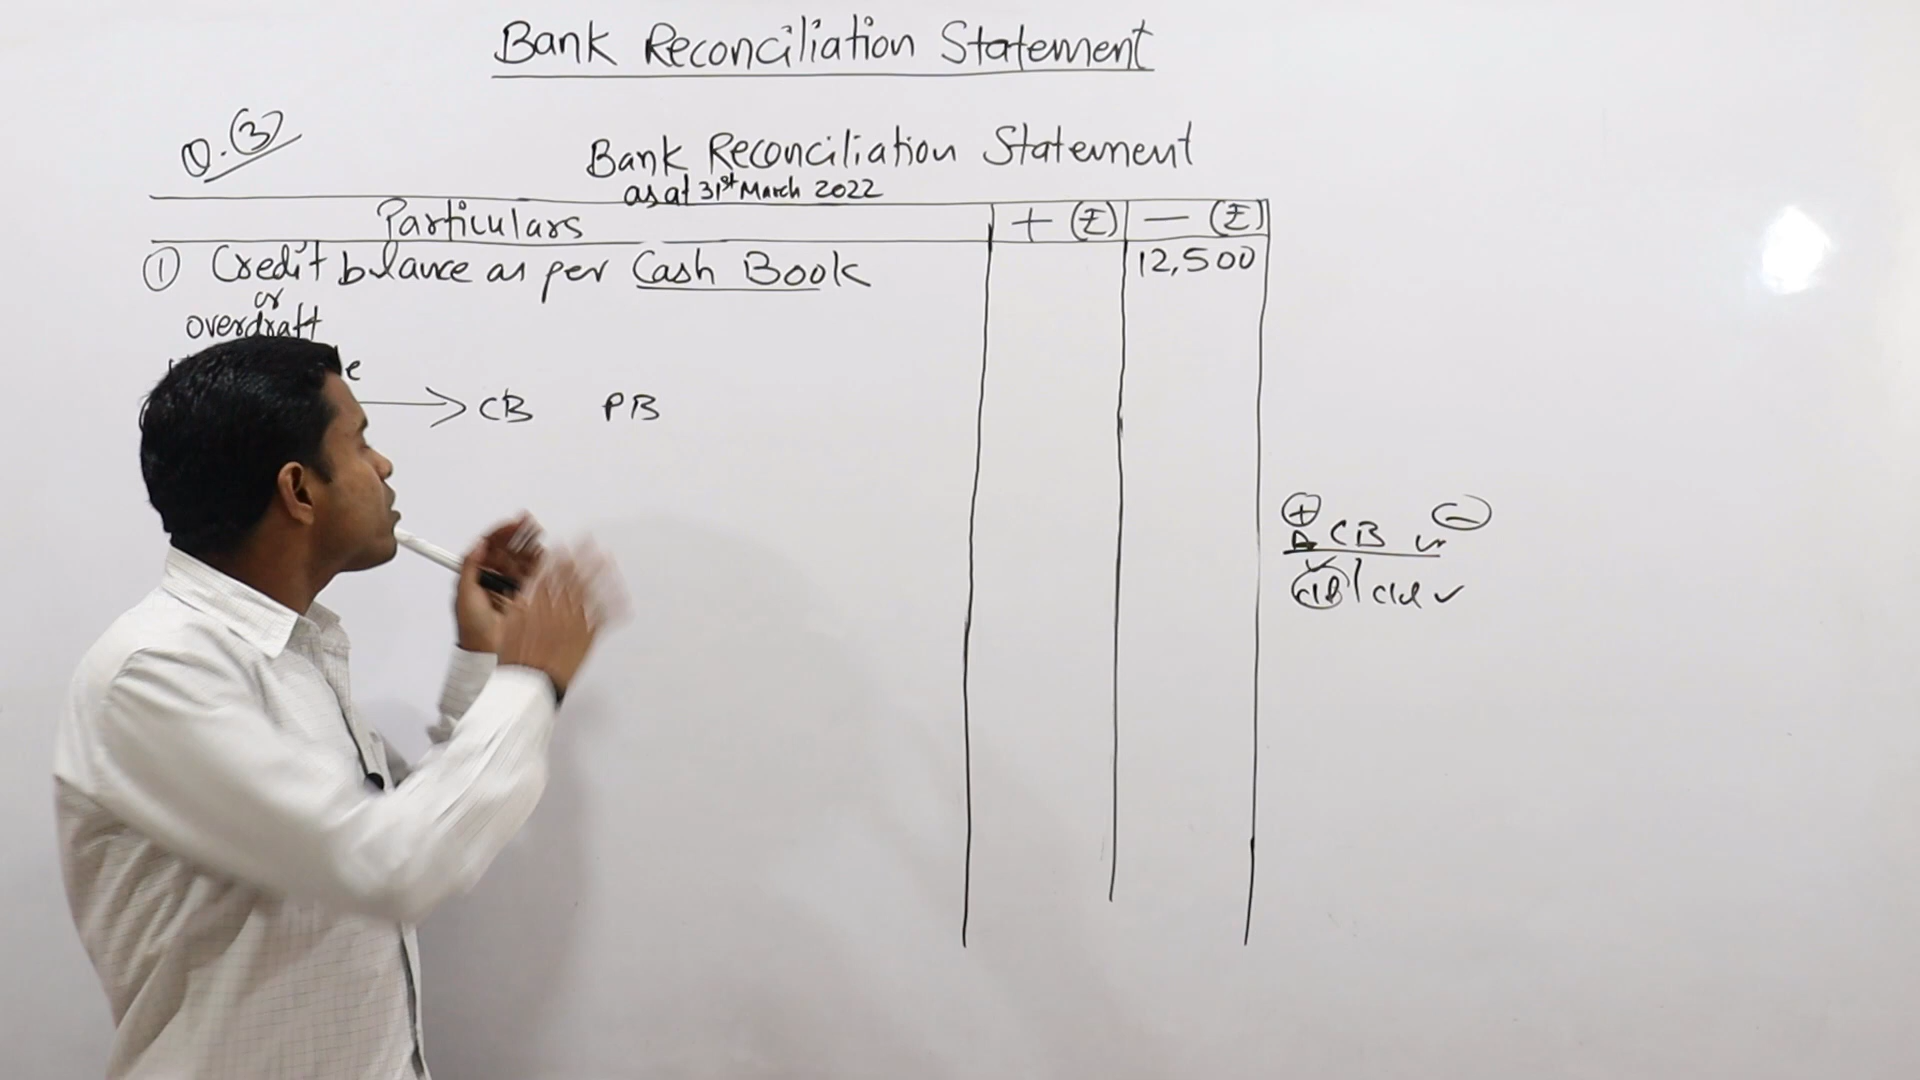 Bank Reconciliation Statement
Q. (3)
Bank Reconciliation Statement
as at 31st March 2022
Particulars + (₹) — (₹)
① Credit balance as per Cash Book 12,500
or
overdraft
CB PB
+ −
CB